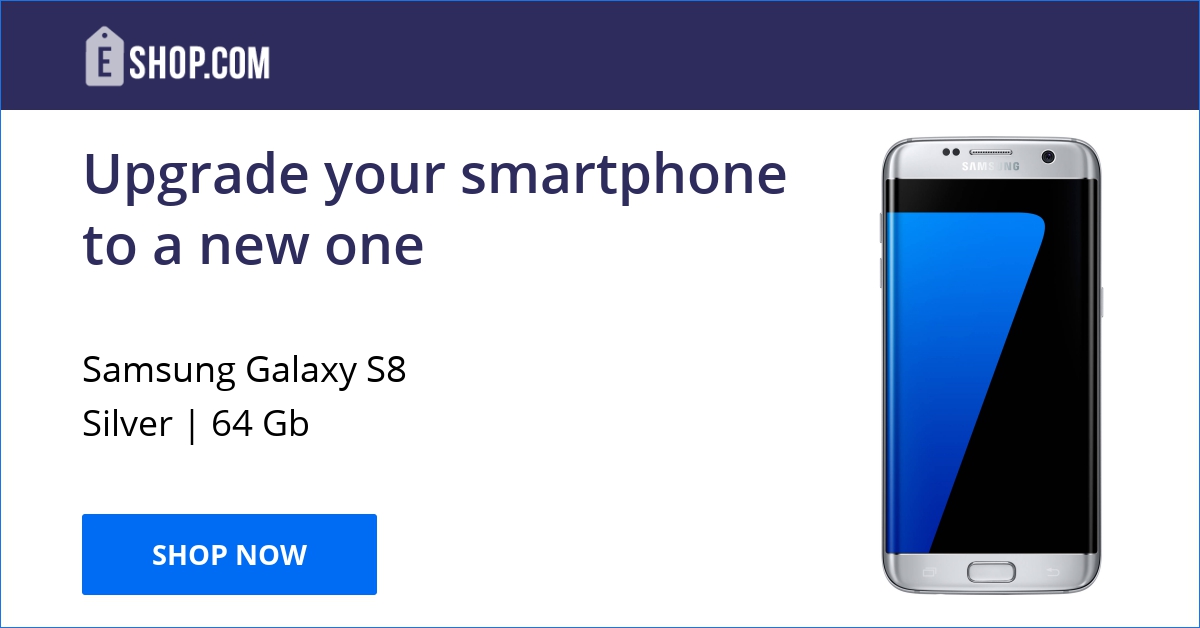 E SHOP.COM
Upgrade your smartphone
to a new one
SAMSUNG
Samsung Galaxy S8
Silver | 64 Gb
SHOP NOW